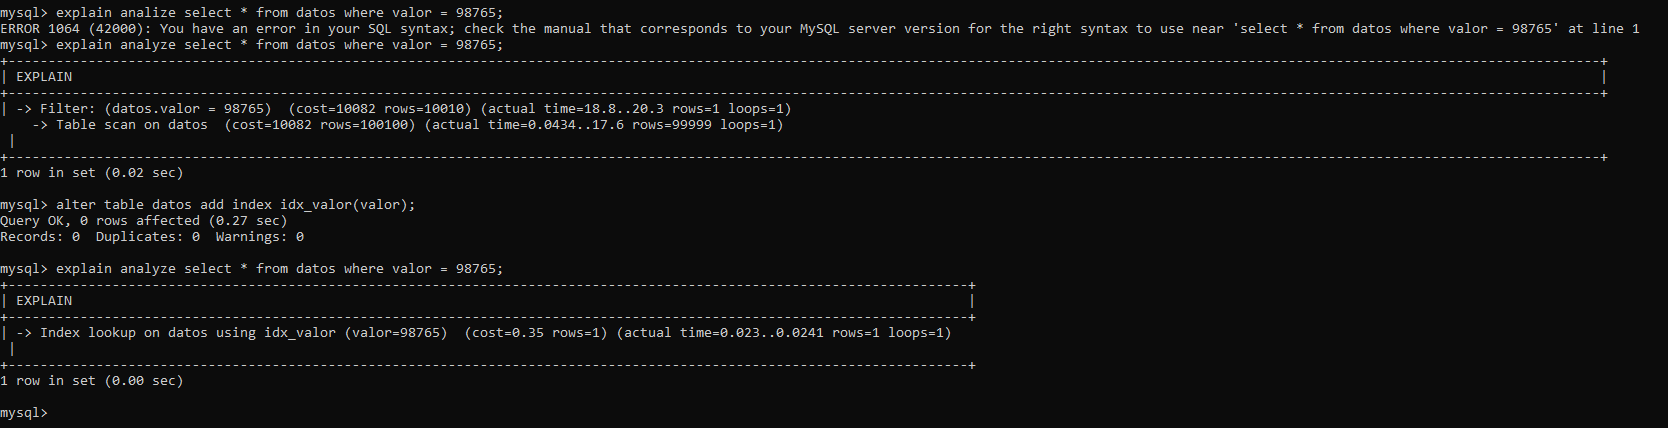 mysql> explain analize select * from datos where valor = 98765;
ERROR 1064 (42000): You have an error in your SQL syntax; check the manual that corresponds to your MySQL server version for the right syntax to use near 'select * from datos where valor = 98765' at line 1
mysql> explain analyze select * from datos where valor = 98765;
| EXPLAIN |
| -> Filter: (datos.valor = 98765)  (cost=10082 rows=10010) (actual time=18.8..20.3 rows=1 loops=1)
    -> Table scan on datos  (cost=10082 rows=100100) (actual time=0.0434..17.6 rows=99999 loops=1)
 |
1 row in set (0.02 sec)
mysql> alter table datos add index idx_valor(valor);
Query OK, 0 rows affected (0.27 sec)
Records: 0  Duplicates: 0  Warnings: 0
mysql> explain analyze select * from datos where valor = 98765;
| EXPLAIN |
| -> Index lookup on datos using idx_valor (valor=98765)  (cost=0.35 rows=1) (actual time=0.023..0.0241 rows=1 loops=1)
 |
1 row in set (0.00 sec)
mysql>